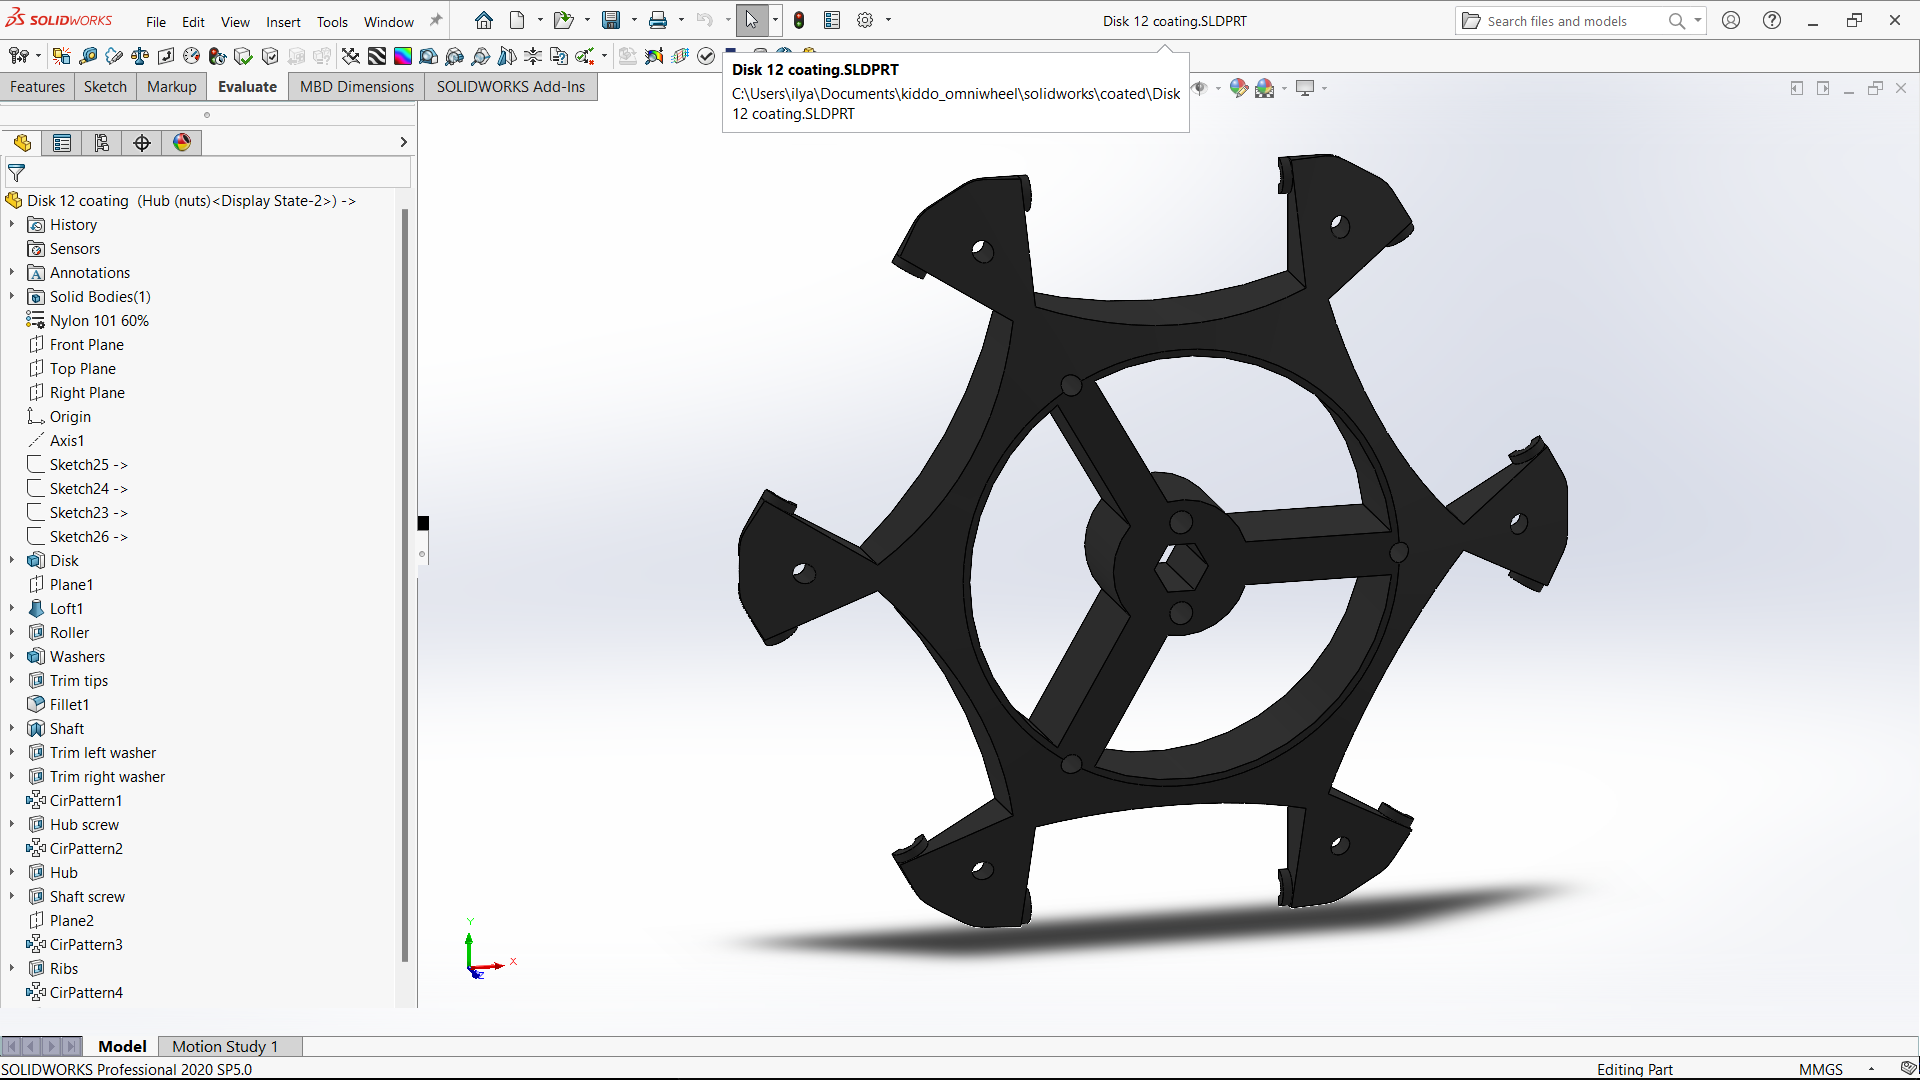 SOLIDWORKS
File Edit View Insert Tools Window
Disk 12 coating.SLDPRT
Search files and models
Disk 12 coating.SLDPRT
C:\Users\ilya\Documents\kiddo_omniwheel\solidworks\coated\Disk
12 coating.SLDPRT
Features Sketch Markup Evaluate MBD Dimensions SOLIDWORKS Add-Ins
Disk 12 coating (Hub (nuts)<Display State-2>) ->
History
Sensors
Annotations
Solid Bodies(1)
Nylon 101 60%
Front Plane
Top Plane
Right Plane
Origin
Axis1
Sketch25 ->
Sketch24 ->
Sketch23 ->
Sketch26 ->
Disk
Plane1
Loft1
Roller
Washers
Trim tips
Fillet1
Shaft
Trim left washer
Trim right washer
CirPattern1
Hub screw
CirPattern2
Hub
Shaft screw
Plane2
CirPattern3
Ribs
CirPattern4
Y
X
Z
Model Motion Study 1
SOLIDWORKS Professional 2020 SP5.0
Editing Part
MMGS